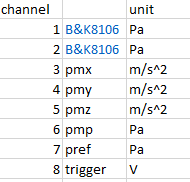 channel unit
1 B&K8106 Pa
2 B&K8106 Pa
3 pmx m/s^2
4 pmy m/s^2
5 pmz m/s^2
6 pmp Pa
7 pref Pa
8 trigger V